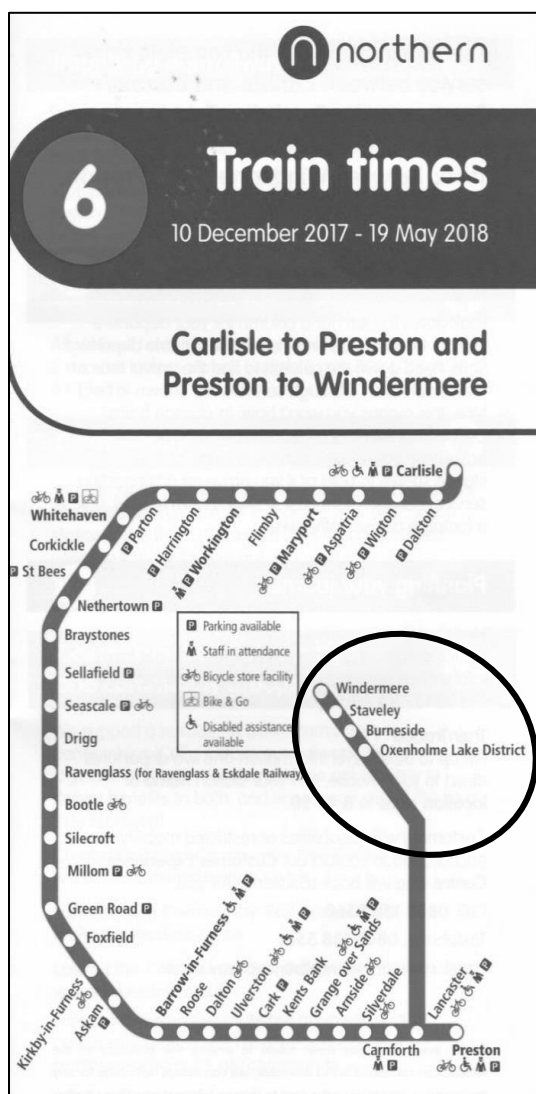 northern
6
Train times
10 December 2017 - 19 May 2018
Carlisle to Preston and
Preston to Windermere
P Carlisle
P Dalston
P Wigton
P Aspatria
P Maryport
Flimby
P Workington
P Harrington
P Parton
P
Whitehaven
Corkickle
P St Bees
Nethertown P
Braystones
Sellafield P
Seascale P
Drigg
Ravenglass (for Ravenglass & Eskdale Railway)
Bootle
Silecroft
Millom P
Green Road P
Foxfield
Kirkby-in-Furness
Askam P
Barrow-in-Furness P
Roose
Dalton
Ulverston P
Cark P
Kents Bank
Grange over Sands P
Arnside
Silverdale
Carnforth
P
Lancaster P
Preston
P
P Parking available
Staff in attendance
Bicycle store facility
Bike & Go
Disabled assistance
available
Windermere
Staveley
Burneside
Oxenholme Lake District